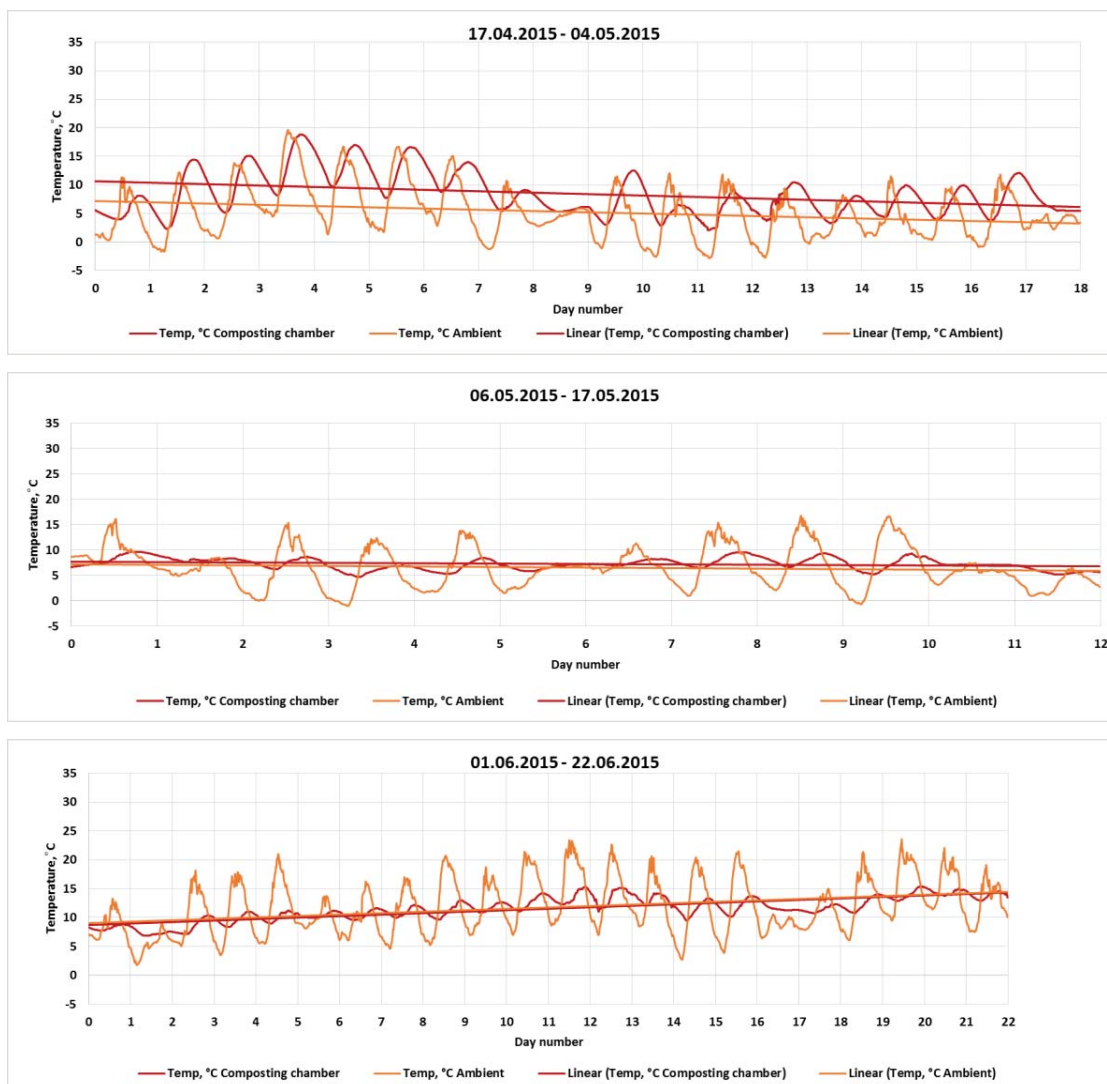 17.04.2015 - 04.05.2015
35
30
25
20
15
10
5
0
-5
Temperature,°C
0 1 2 3 4 5 6 7 8 9 10 11 12 13 14 15 16 17 18
Day number
Temp, °C Composting chamber Temp, °C Ambient Linear (Temp, °C Composting chamber) Linear (Temp, °C Ambient)
06.05.2015 - 17.05.2015
35
30
25
20
15
10
5
0
-5
Temperature,°C
0 1 2 3 4 5 6 7 8 9 10 11 12
Day number
Temp, °C Composting chamber Temp, °C Ambient Linear (Temp, °C Composting chamber) Linear (Temp, °C Ambient)
01.06.2015 - 22.06.2015
35
30
25
20
15
10
5
0
-5
Temperature,°C
0 1 2 3 4 5 6 7 8 9 10 11 12 13 14 15 16 17 18 19 20 21 22
Day number
Temp, °C Composting chamber Temp, °C Ambient Linear (Temp, °C Composting chamber) Linear (Temp, °C Ambient)